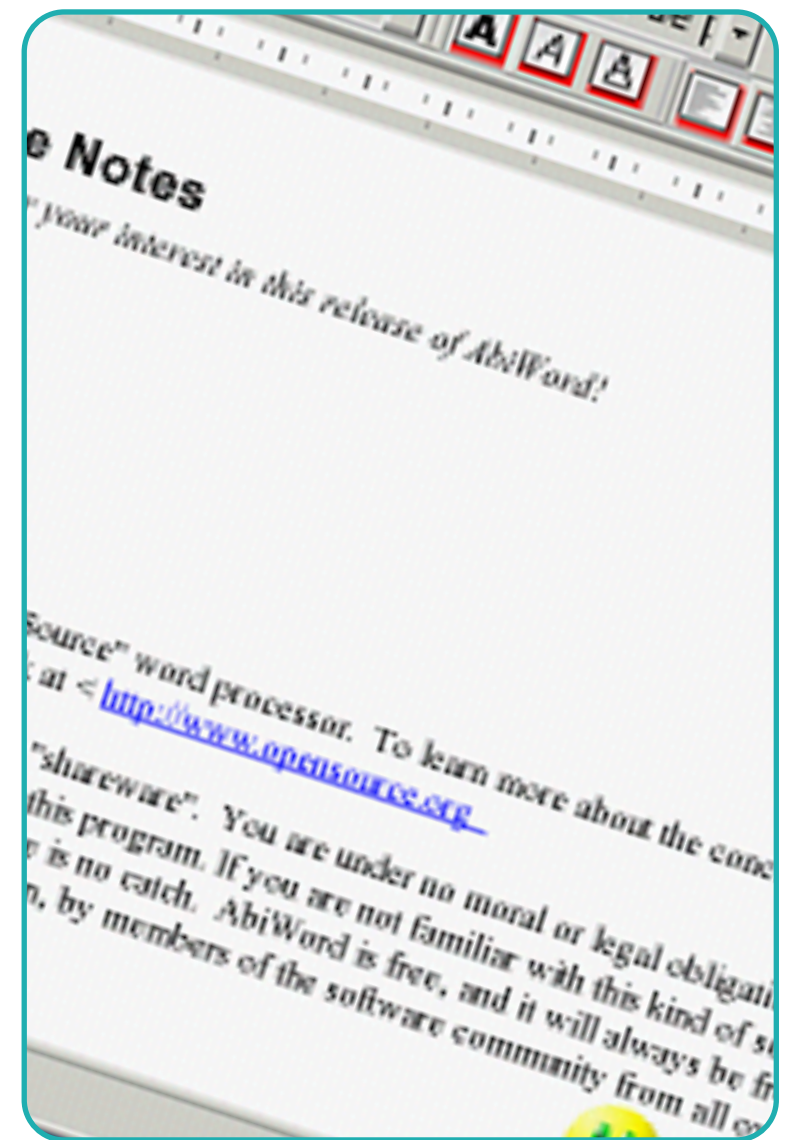 e Notes
your interest in this release of AbiWord!
Source" word processor. To learn more about the conc
at <http://www.opensource.org
"shareware". You are under no moral or legal obligati
this program. If you are not familiar with this kind of s
is no catch. AbiWord is free, and it will always be fr
n, by members of the software community from all co